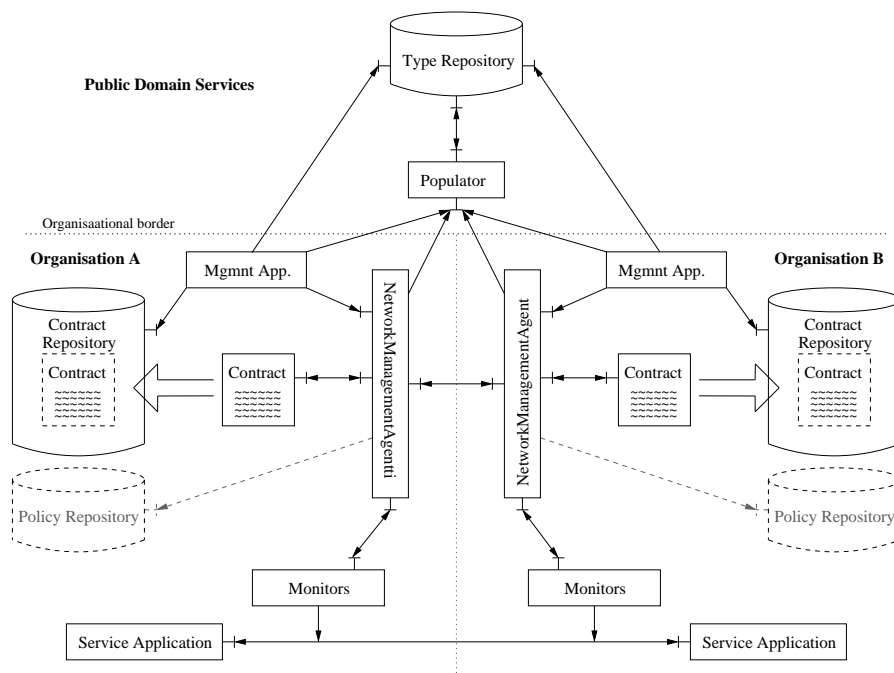 Type Repository
Public Domain Services
Populator
Organisaational border
Organisation A
Mgmnt App.
Mgmnt App.
Organisation B
Contract
Repository
Contract
≈≈≈≈≈≈
Contract
≈≈≈≈≈≈
NetworkManagementAgentti
NetworkManagementAgent
Contract
≈≈≈≈≈≈
Contract
Repository
Contract
≈≈≈≈≈≈
Policy Repository
Policy Repository
Monitors
Monitors
Service Application
Service Application